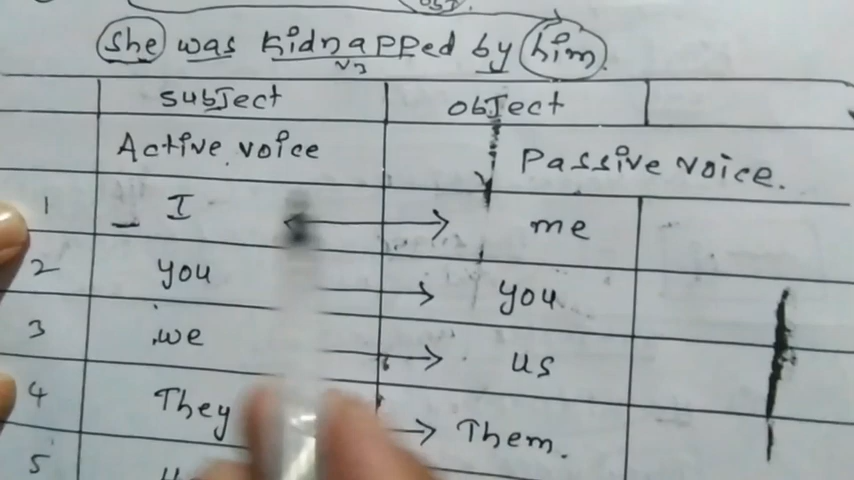 obJ.
She was kidnapped by him.
V3
subJect obJect
Active voice Passive voice.
1 I me
2 you you
3 we us
4 They Them.
5